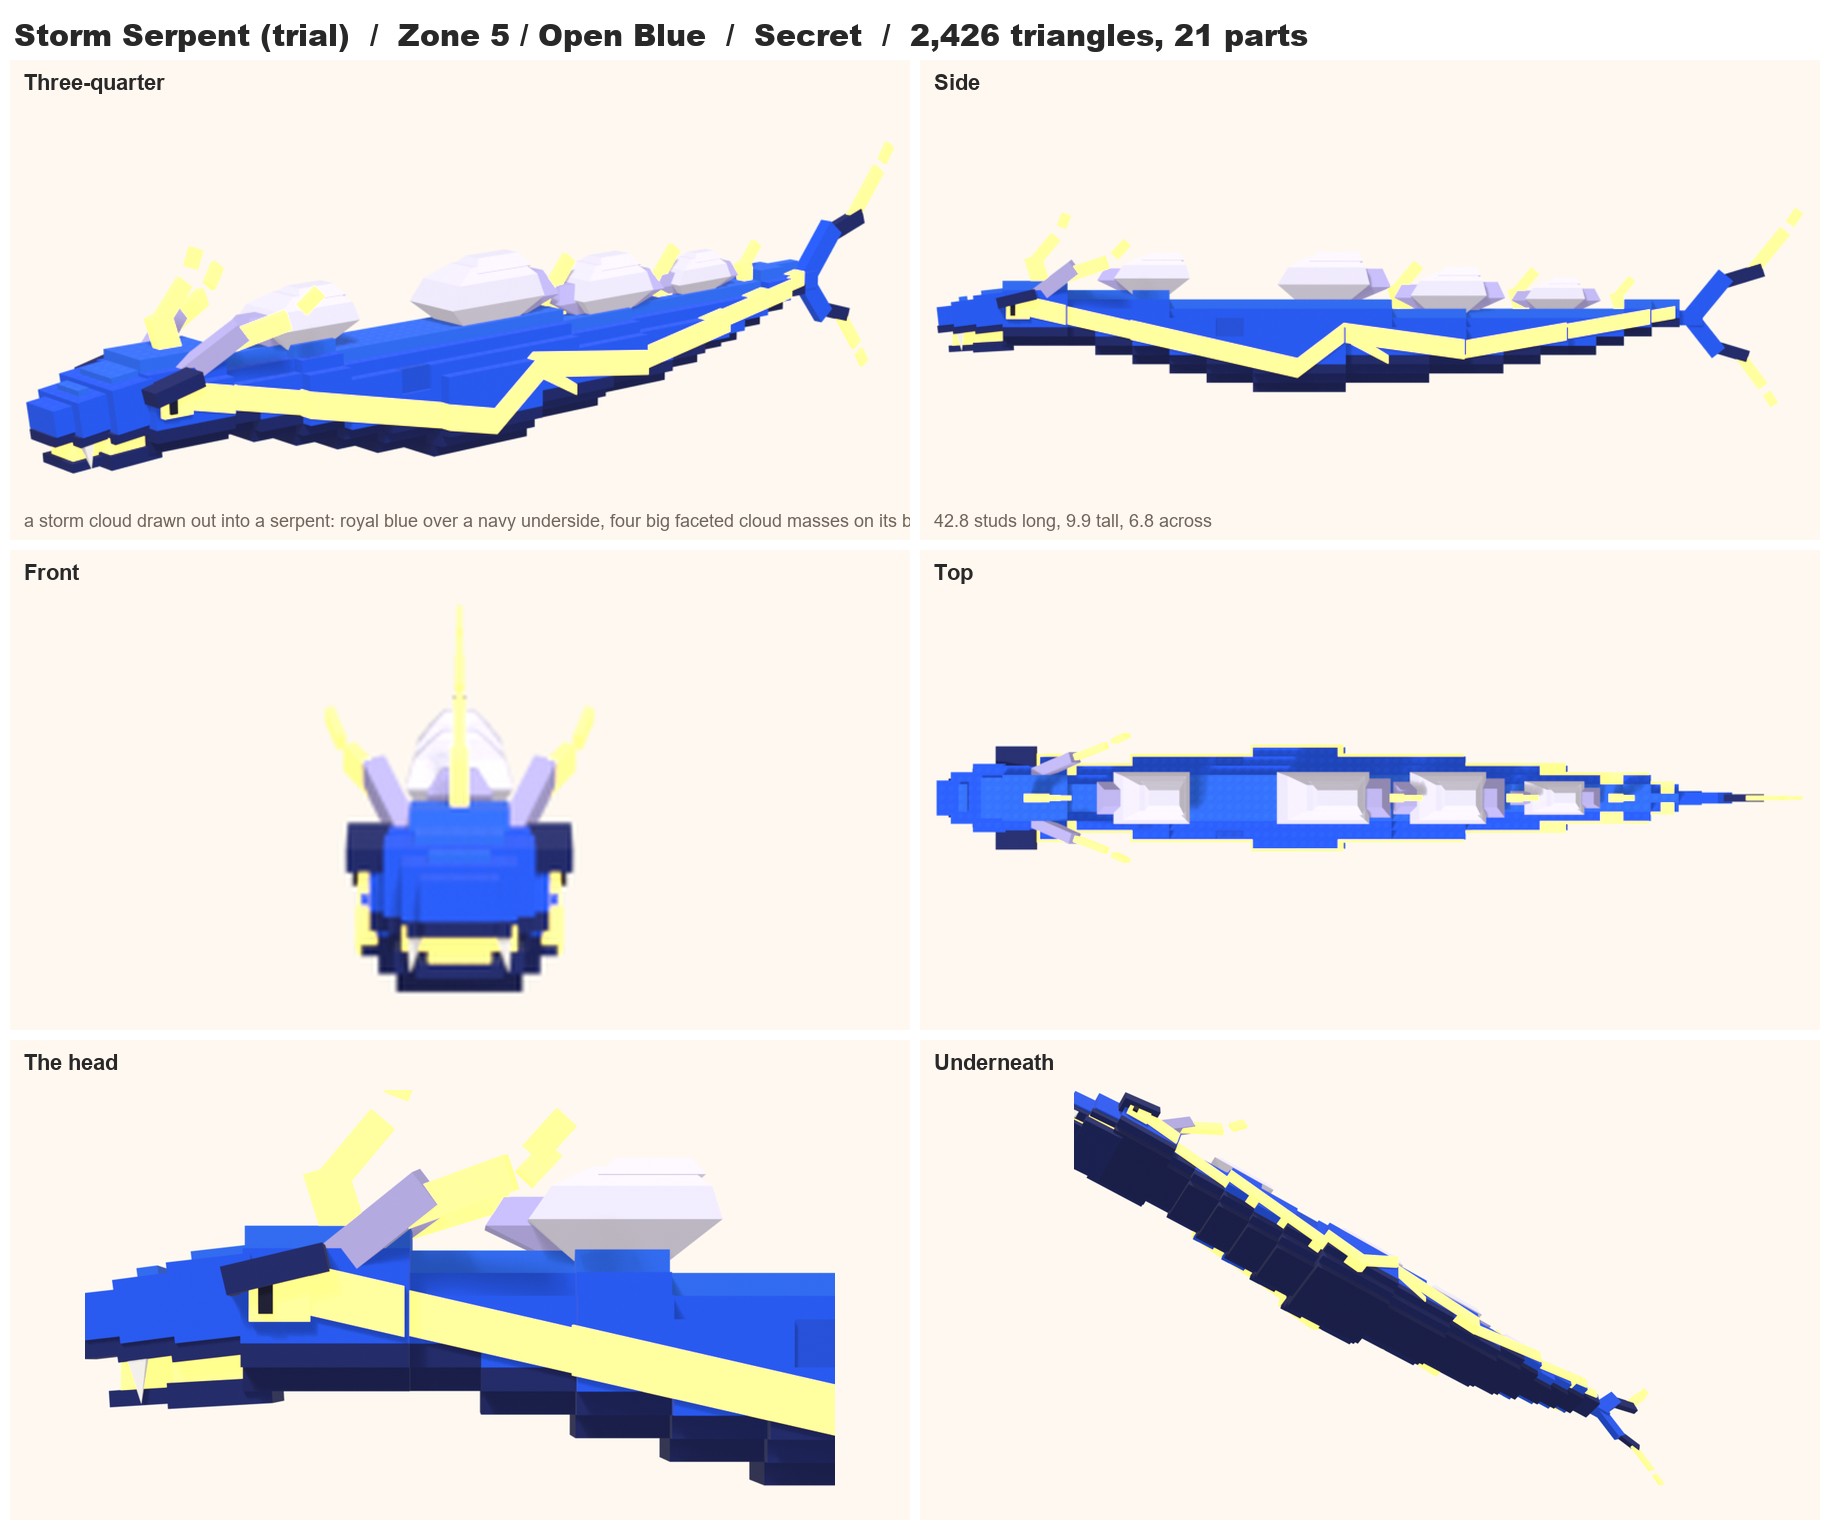 Storm Serpent (trial) / Zone 5 / Open Blue / Secret / 2,426 triangles, 21 parts
Three-quarter
Side
a storm cloud drawn out into a serpent: royal blue over a navy underside, four big faceted cloud masses on its b
42.8 studs long, 9.9 tall, 6.8 across
Front
Top
The head
Underneath